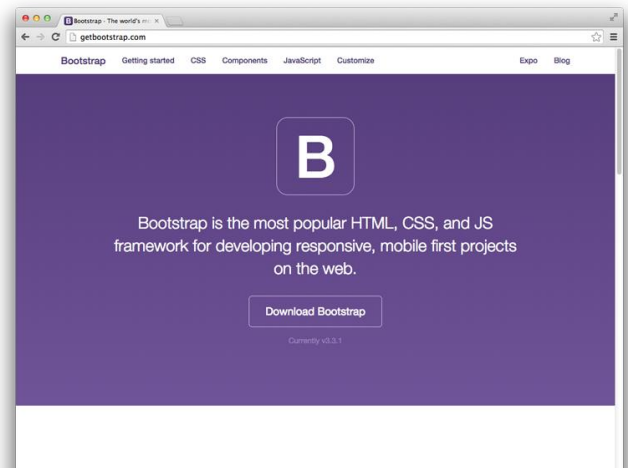 Bootstrap - The world's m
getbootstrap.com
Bootstrap Getting started CSS Components JavaScript Customize Expo Blog
B
Bootstrap is the most popular HTML, CSS, and JS
framework for developing responsive, mobile first projects
on the web.
Download Bootstrap
Currently v3.3.1